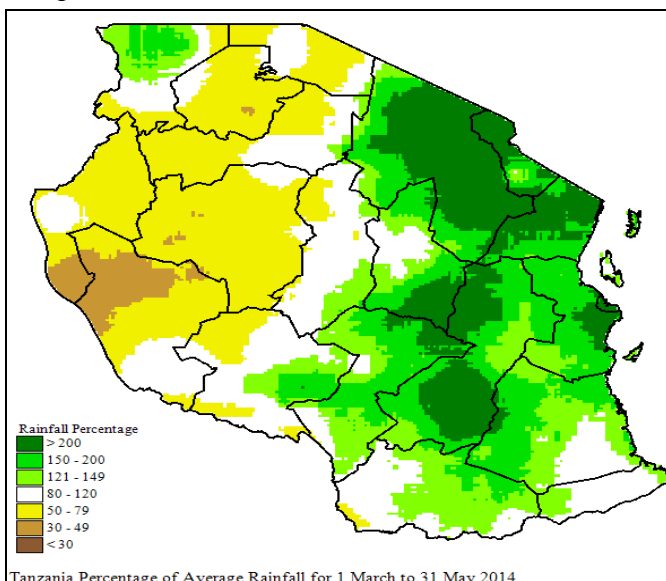 Rainfall Percentage
> 200
150 - 200
121 - 149
80 - 120
50 - 79
30 - 49
< 30
Tanzania Percentage of Average Rainfall for 1 March to 31 May 2014